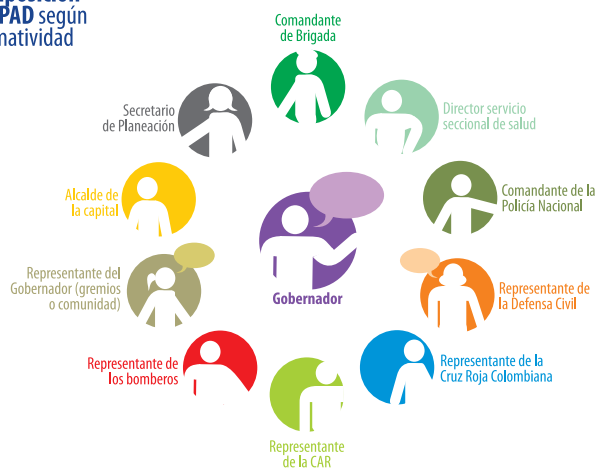 PAD según
Comandante
de Brigada
Secretario
de Planeación
Director servicio
seccional de salud
Alcalde de
la capital
Comandante de la
Policía Nacional
Representante del
Gobernador (gremios
o comunidad)
Gobernador
Representante de
la Defensa Civil
Representante de
los bomberos
Representante de la
Cruz Roja Colombiana
Representante
de la CAR